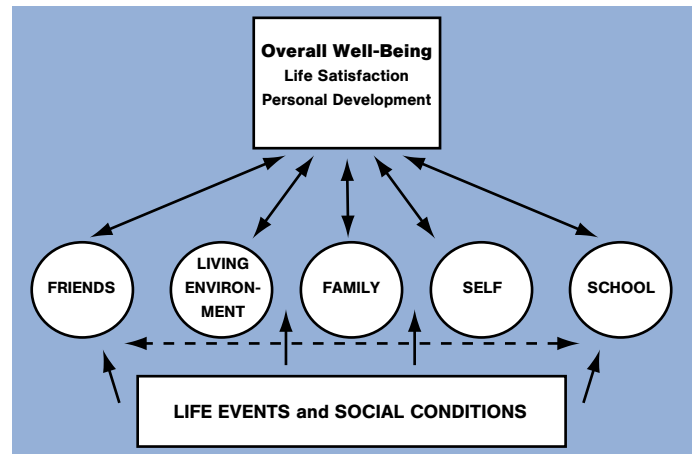 Overall Well-Being
Life Satisfaction
Personal Development
FRIENDS
LIVING
ENVIRON-
MENT
FAMILY
SELF
SCHOOL
LIFE EVENTS and SOCIAL CONDITIONS